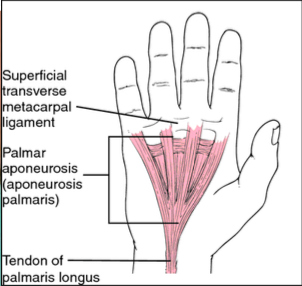 Superficial
transverse
metacarpal
ligament
Palmar
aponeurosis
(aponeurosis
palmaris)
Tendon of
palmaris longus